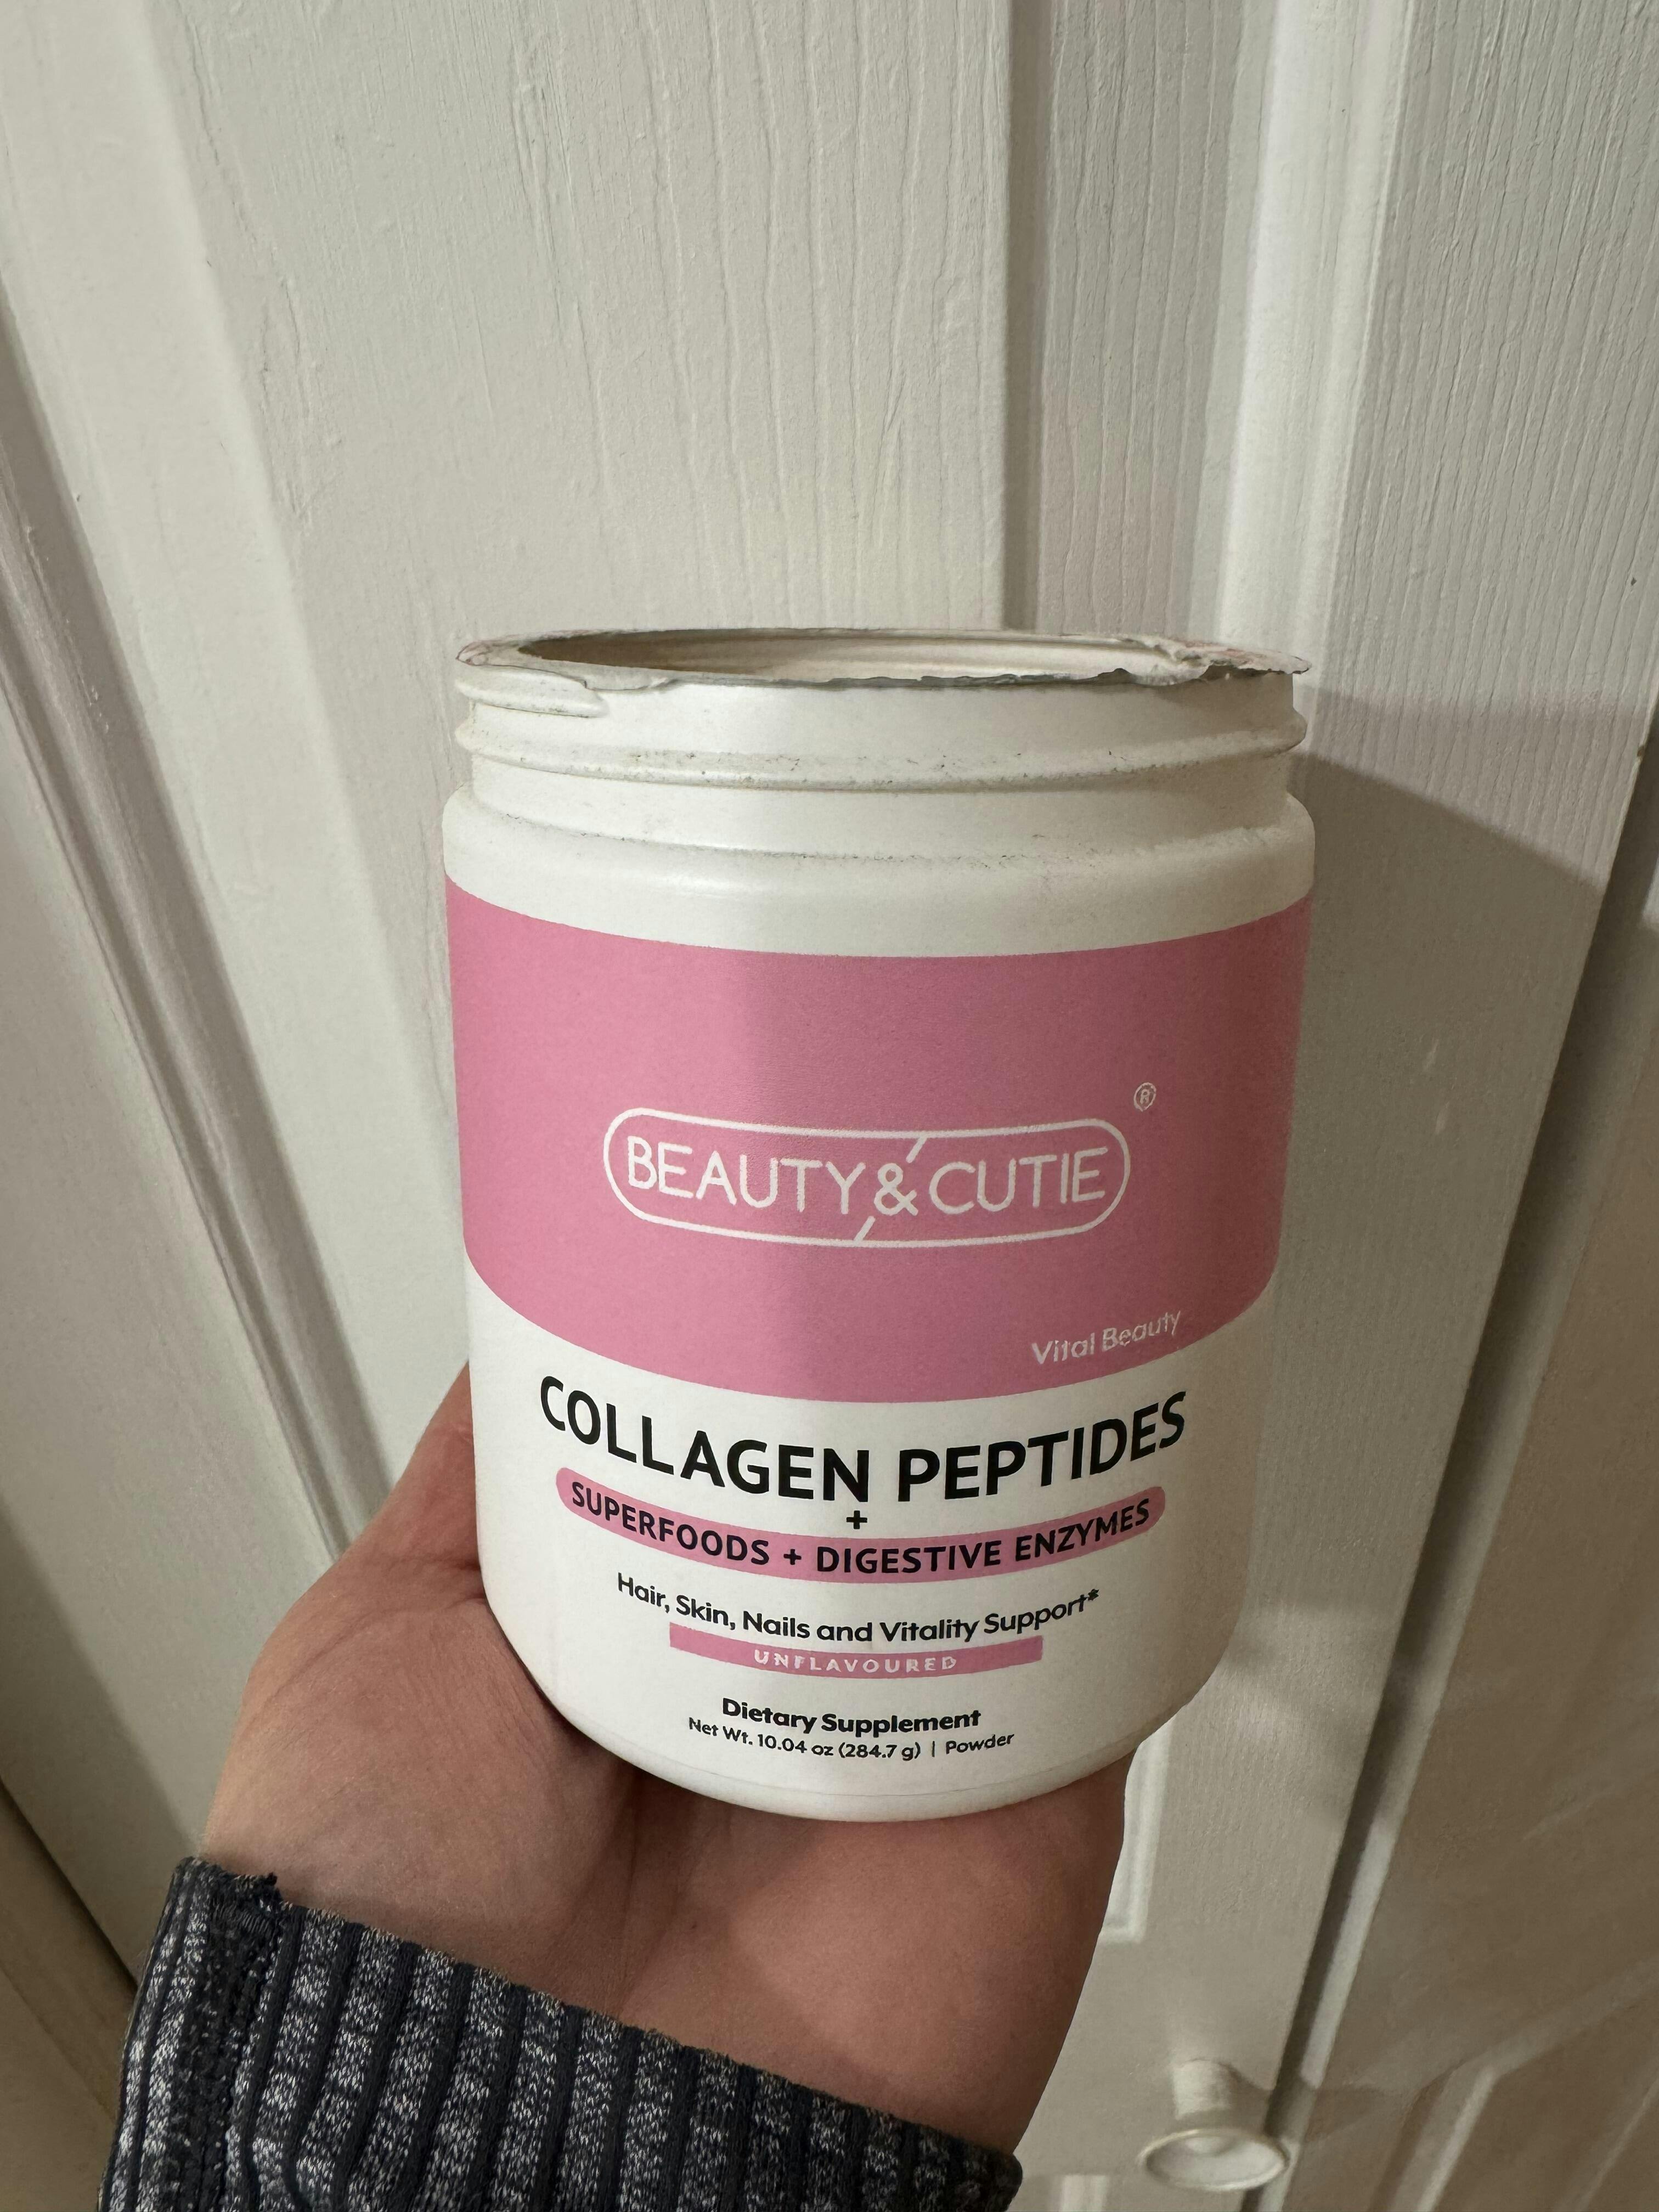 ®
BEAUTY & CUTIE
Vital Beauty
COLLAGEN PEPTIDES
+
SUPERFOODS + DIGESTIVE ENZYMES
Hair, Skin, Nails and Vitality Support*
UNFLAVOURED
Dietary Supplement
Net Wt. 10.04 oz (284.7 g) | Powder